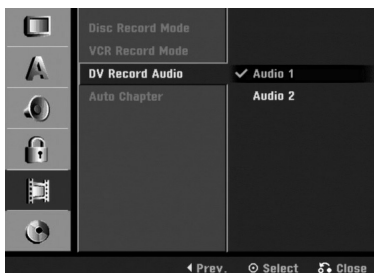 Disc Record Mode
VCR Record Mode
DV Record Audio
Auto Chapter
Audio 1
Audio 2
Prev. Select Close